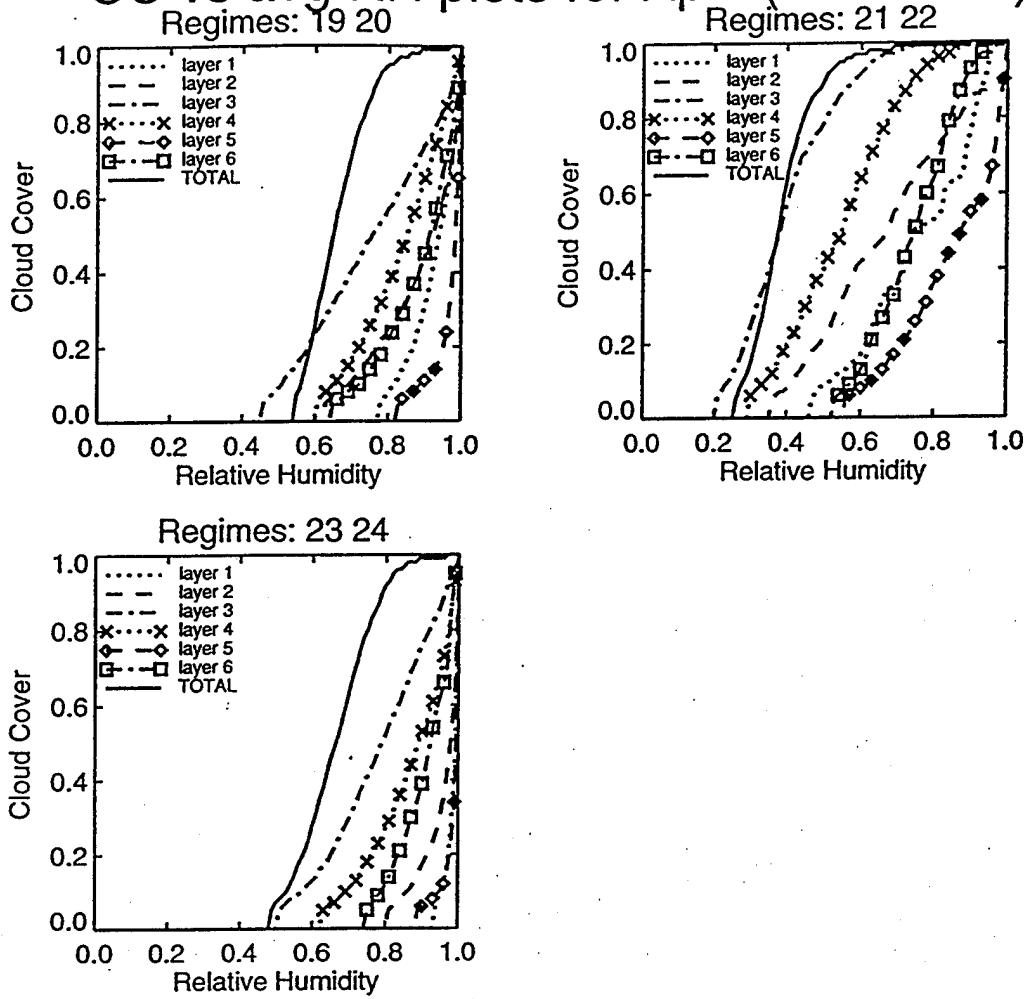 Regimes: 19 20
1.0
0.8
0.6
0.4
0.2
0.0
Cloud Cover
layer 1
layer 2
layer 3
layer 4
layer 5
layer 6
TOTAL
0.0 0.2 0.4 0.6 0.8 1.0
Relative Humidity
Regimes: 21 22
1.0
0.8
0.6
0.4
0.2
0.0
Cloud Cover
layer 1
layer 2
layer 3
layer 4
layer 5
layer 6
TOTAL
0.0 0.2 0.4 0.6 0.8 1.0
Relative Humidity
Regimes: 23 24
1.0
0.8
0.6
0.4
0.2
0.0
Cloud Cover
layer 1
layer 2
layer 3
layer 4
layer 5
layer 6
TOTAL
0.0 0.2 0.4 0.6 0.8 1.0
Relative Humidity